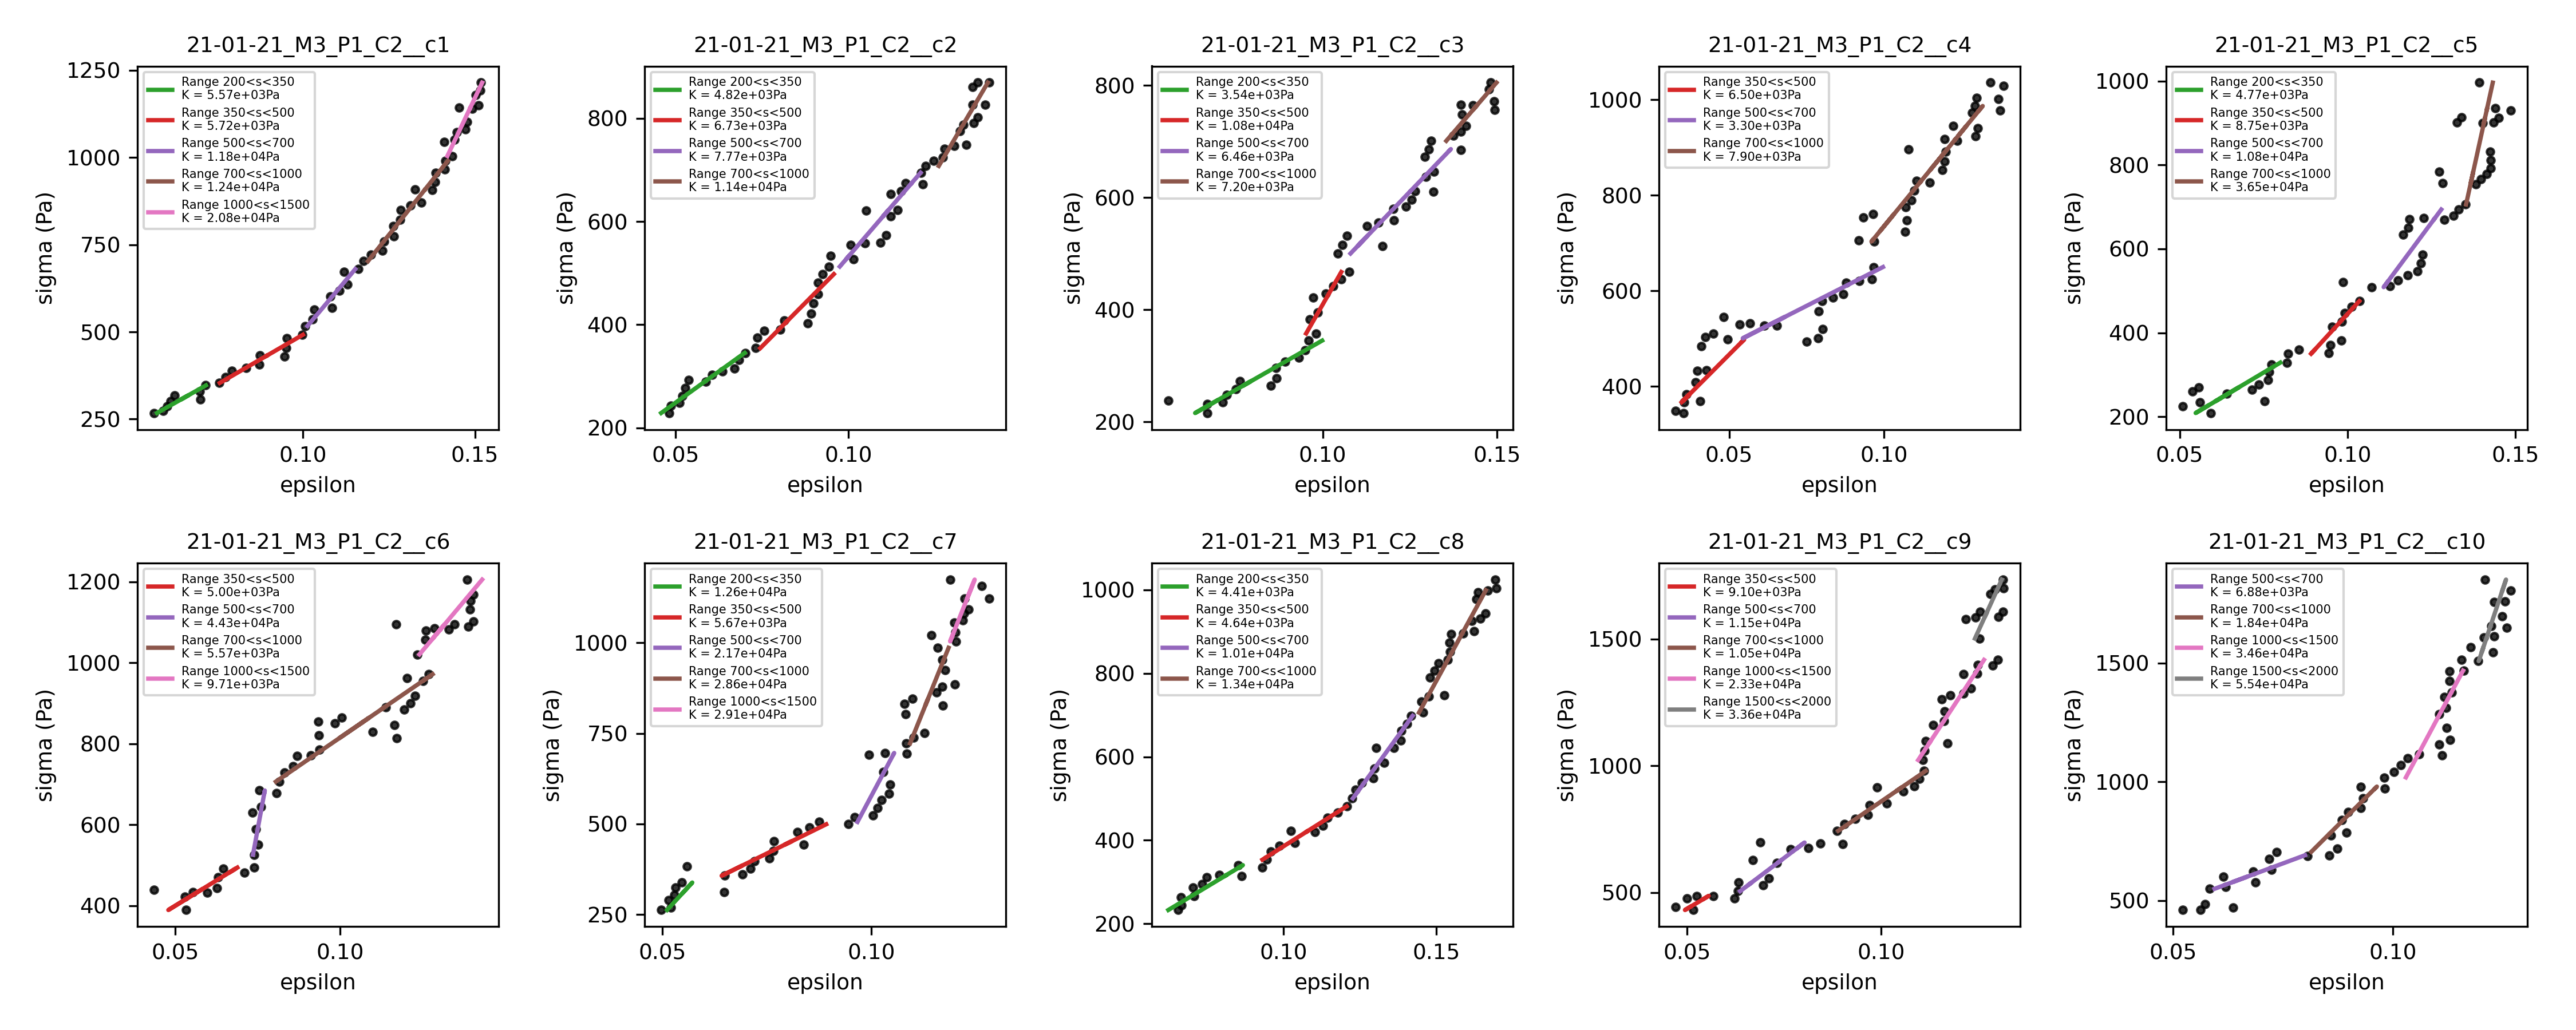 21-01-21_M3_P1_C2__c1
1250
1000
750
500
250
sigma (Pa)
Range 200<s<350
K = 5.57e+03Pa
Range 350<s<500
K = 5.72e+03Pa
Range 500<s<700
K = 1.18e+04Pa
Range 700<s<1000
K = 1.24e+04Pa
Range 1000<s<1500
K = 2.08e+04Pa
0.10 0.15
epsilon
21-01-21_M3_P1_C2__c2
800
600
400
200
sigma (Pa)
Range 200<s<350
K = 4.82e+03Pa
Range 350<s<500
K = 6.73e+03Pa
Range 500<s<700
K = 7.77e+03Pa
Range 700<s<1000
K = 1.14e+04Pa
0.05 0.10
epsilon
21-01-21_M3_P1_C2__c3
800
600
400
200
sigma (Pa)
Range 200<s<350
K = 3.54e+03Pa
Range 350<s<500
K = 1.08e+04Pa
Range 500<s<700
K = 6.46e+03Pa
Range 700<s<1000
K = 7.20e+03Pa
0.10 0.15
epsilon
21-01-21_M3_P1_C2__c4
1000
800
600
400
sigma (Pa)
Range 350<s<500
K = 6.50e+03Pa
Range 500<s<700
K = 3.30e+03Pa
Range 700<s<1000
K = 7.90e+03Pa
0.05 0.10
epsilon
21-01-21_M3_P1_C2__c5
1000
800
600
400
200
sigma (Pa)
Range 200<s<350
K = 4.77e+03Pa
Range 350<s<500
K = 8.75e+03Pa
Range 500<s<700
K = 1.08e+04Pa
Range 700<s<1000
K = 3.65e+04Pa
0.05 0.10 0.15
epsilon
21-01-21_M3_P1_C2__c6
1200
1000
800
600
400
sigma (Pa)
Range 350<s<500
K = 5.00e+03Pa
Range 500<s<700
K = 4.43e+04Pa
Range 700<s<1000
K = 5.57e+03Pa
Range 1000<s<1500
K = 9.71e+03Pa
0.05 0.10
epsilon
21-01-21_M3_P1_C2__c7
1000
750
500
250
sigma (Pa)
Range 200<s<350
K = 1.26e+04Pa
Range 350<s<500
K = 5.67e+03Pa
Range 500<s<700
K = 2.17e+04Pa
Range 700<s<1000
K = 2.86e+04Pa
Range 1000<s<1500
K = 2.91e+04Pa
0.05 0.10
epsilon
21-01-21_M3_P1_C2__c8
1000
800
600
400
200
sigma (Pa)
Range 200<s<350
K = 4.41e+03Pa
Range 350<s<500
K = 4.64e+03Pa
Range 500<s<700
K = 1.01e+04Pa
Range 700<s<1000
K = 1.34e+04Pa
0.10 0.15
epsilon
21-01-21_M3_P1_C2__c9
1500
1000
500
sigma (Pa)
Range 350<s<500
K = 9.10e+03Pa
Range 500<s<700
K = 1.15e+04Pa
Range 700<s<1000
K = 1.05e+04Pa
Range 1000<s<1500
K = 2.33e+04Pa
Range 1500<s<2000
K = 3.36e+04Pa
0.05 0.10
epsilon
21-01-21_M3_P1_C2__c10
1500
1000
500
sigma (Pa)
Range 500<s<700
K = 6.88e+03Pa
Range 700<s<1000
K = 1.84e+04Pa
Range 1000<s<1500
K = 3.46e+04Pa
Range 1500<s<2000
K = 5.54e+04Pa
0.05 0.10
epsilon